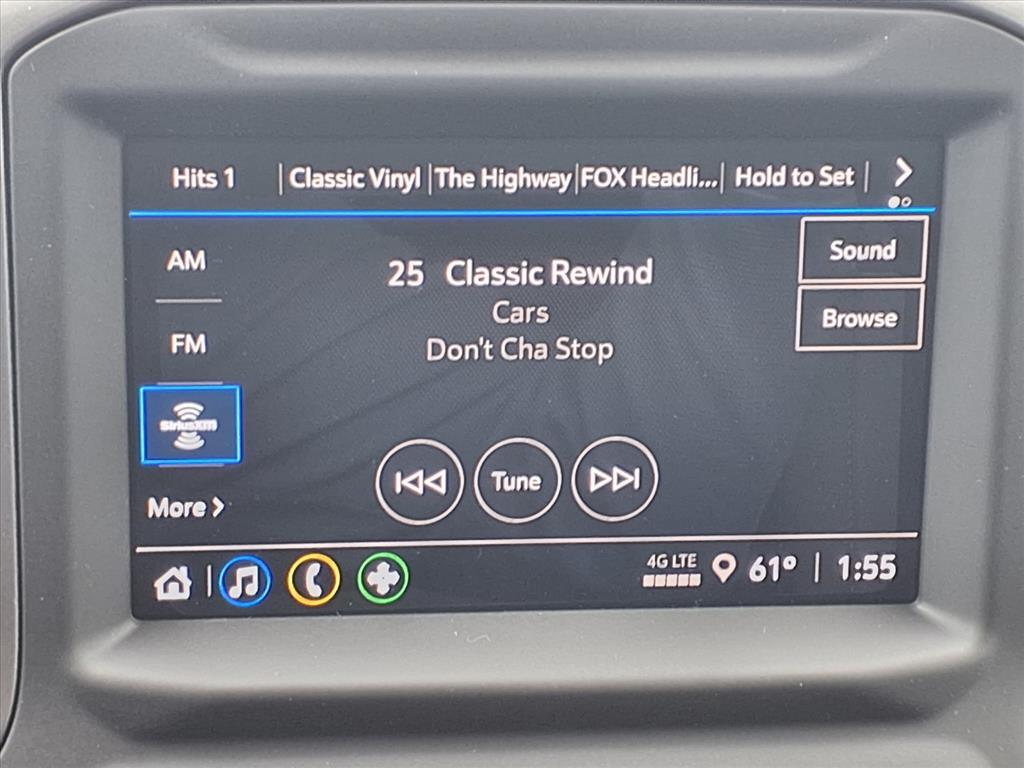 Hits 1 | Classic Vinyl | The Highway | FOX Headli... | Hold to Set |
AM
FM
SiriusXM
More
25 Classic Rewind
Cars
Don't Cha Stop
Tune
Sound
Browse
4G LTE 61° | 1:55